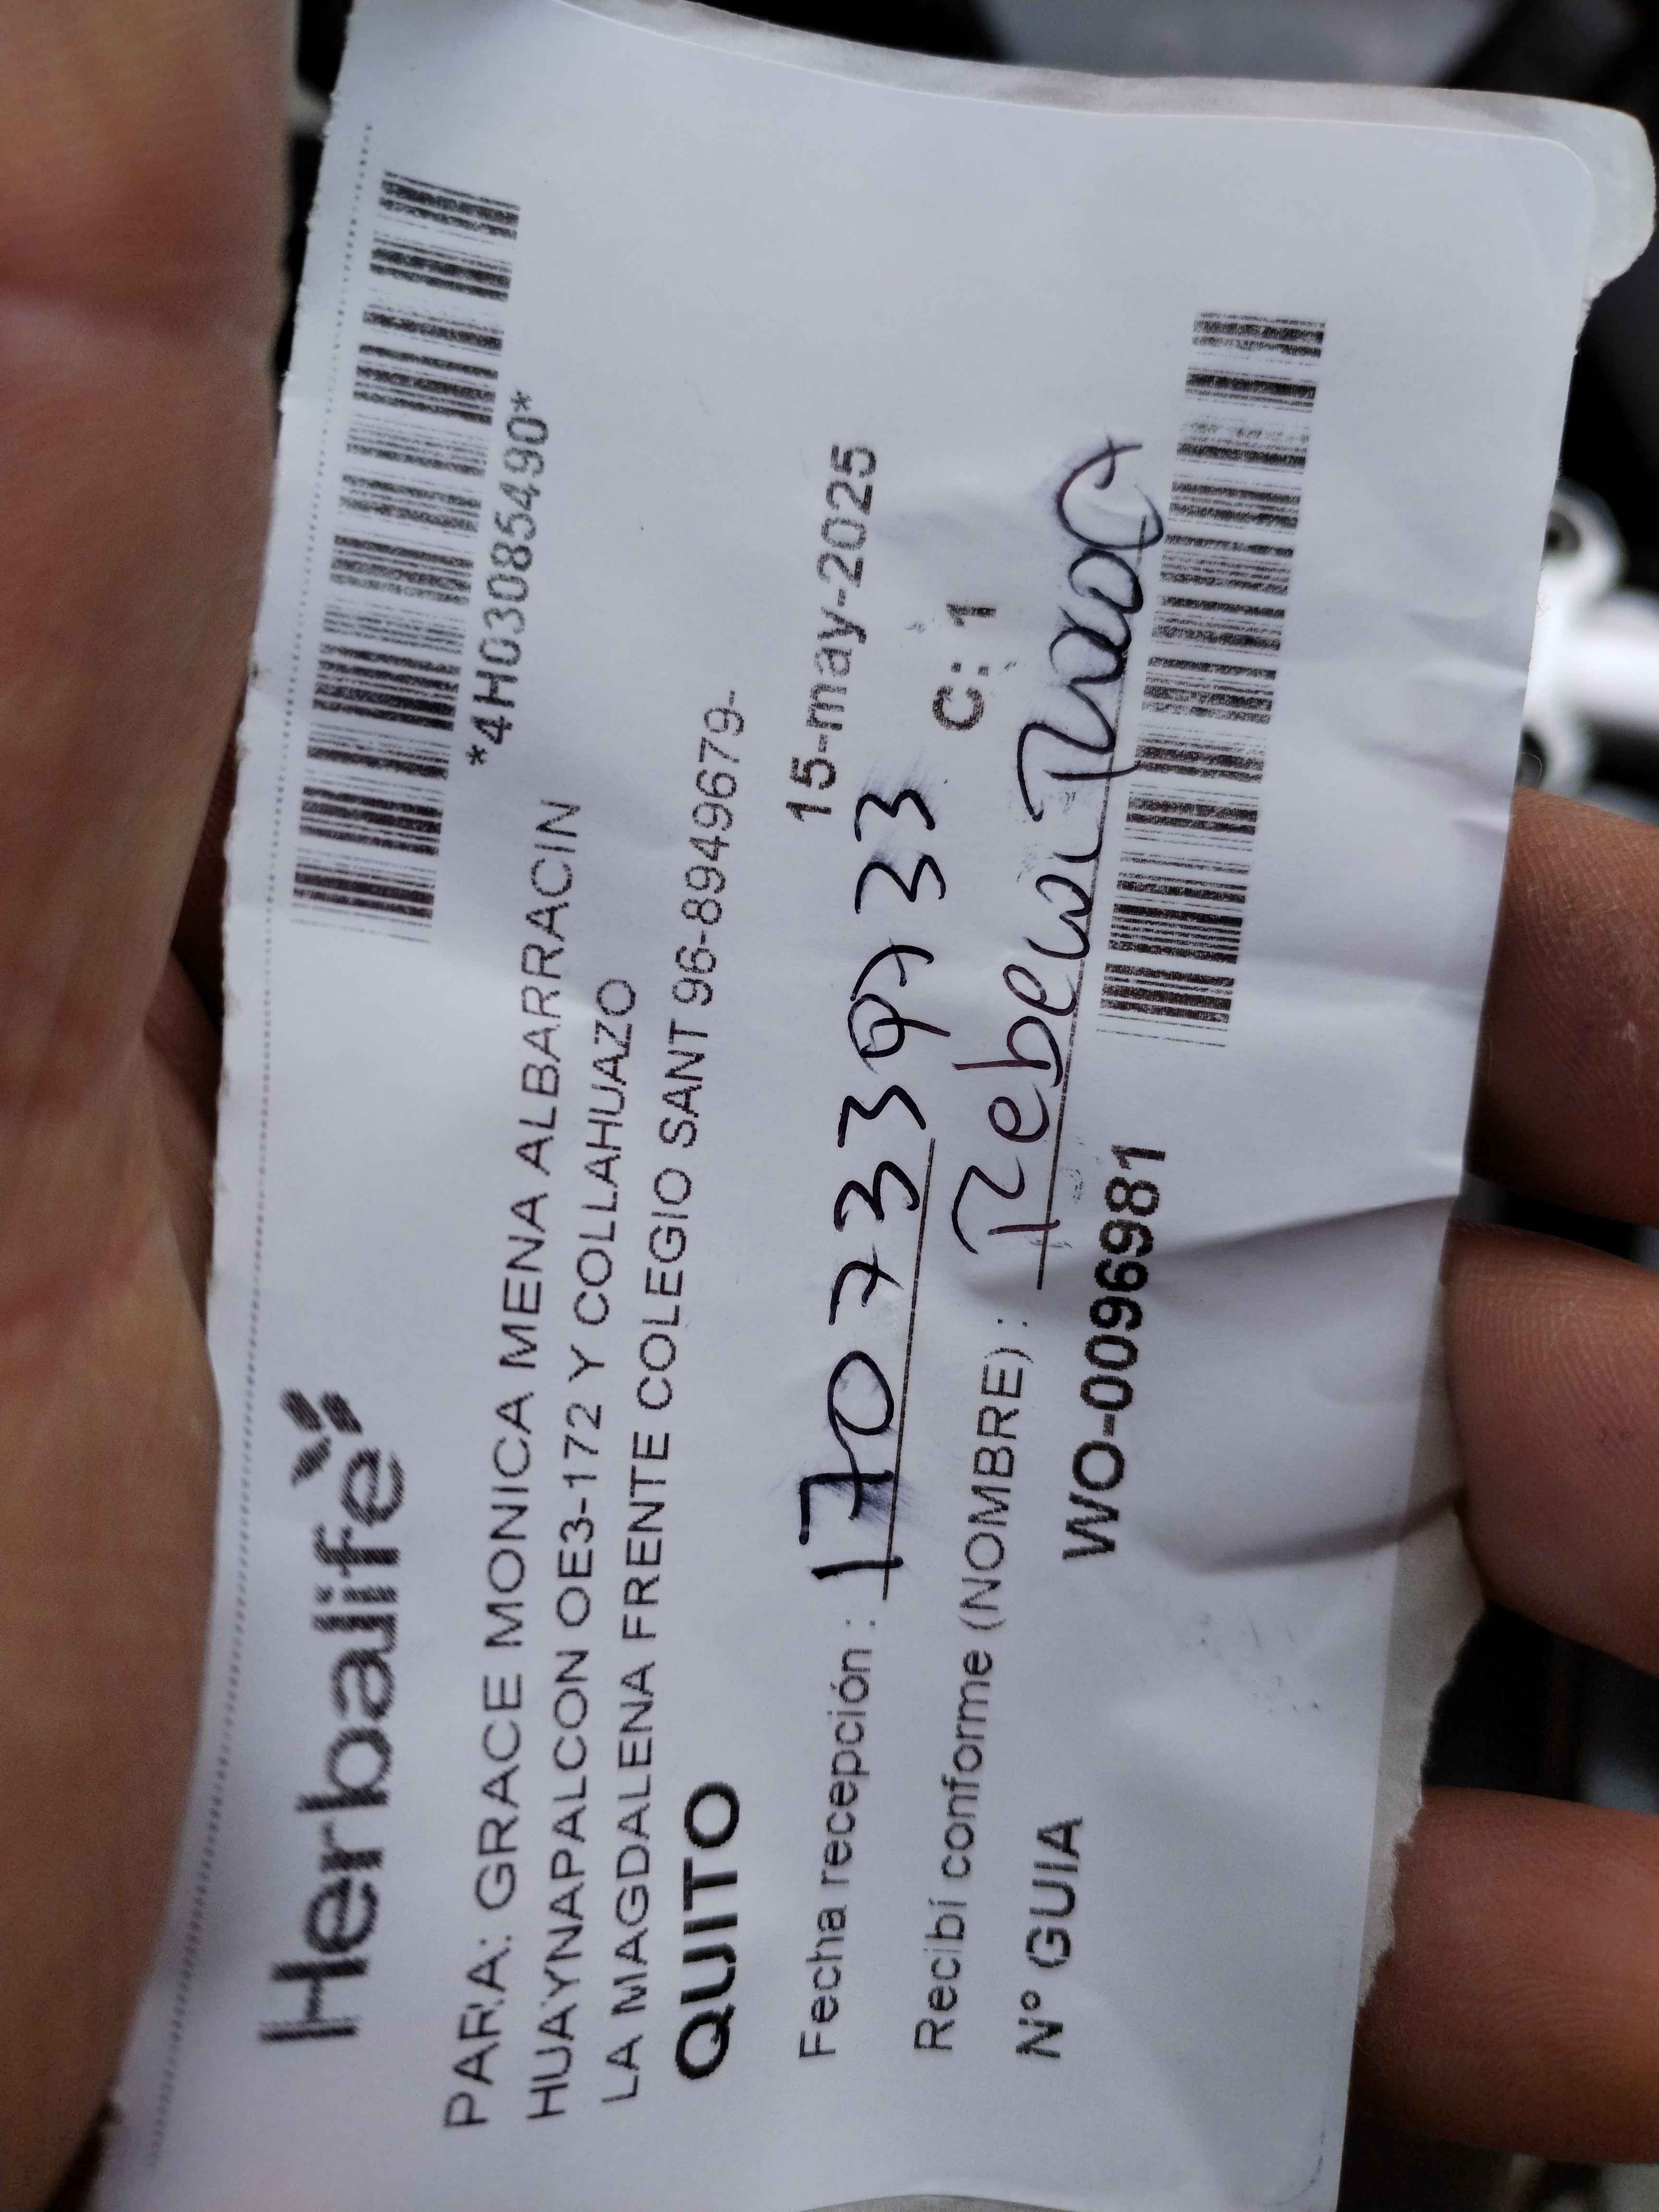 Herbalife
*4H03085490*
PARA: GRACE MONICA MENA ALBARRACIN
HUAYNAPALCON OE3-172 Y COLLAHUAZO
LA MAGDALENA FRENTE COLEGIO SANT 96-8949679-
QUITO
15-may-2025
Fecha recepción : 1707339733
C: 1
Recibí conforme (NOMBRE) :
Nº GUIA WO-0096981